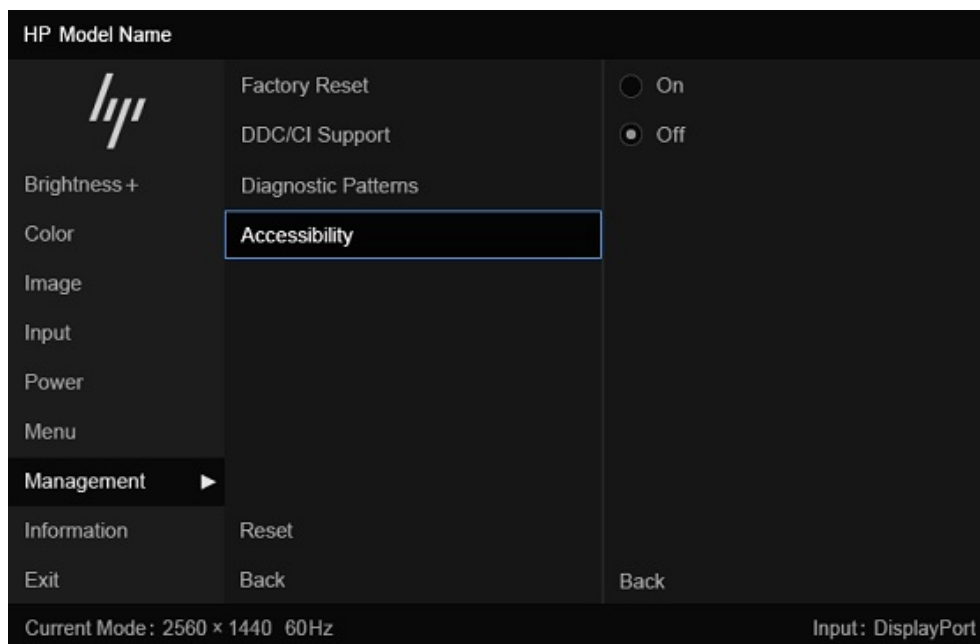 HP Model Name
hp
Brightness+
Color
Image
Input
Power
Menu
Management
Information
Exit
Factory Reset
DDC/CI Support
Diagnostic Patterns
Accessibility
Reset
Back
On
Off
Back
Current Mode: 2560 × 1440 60Hz
Input: DisplayPort